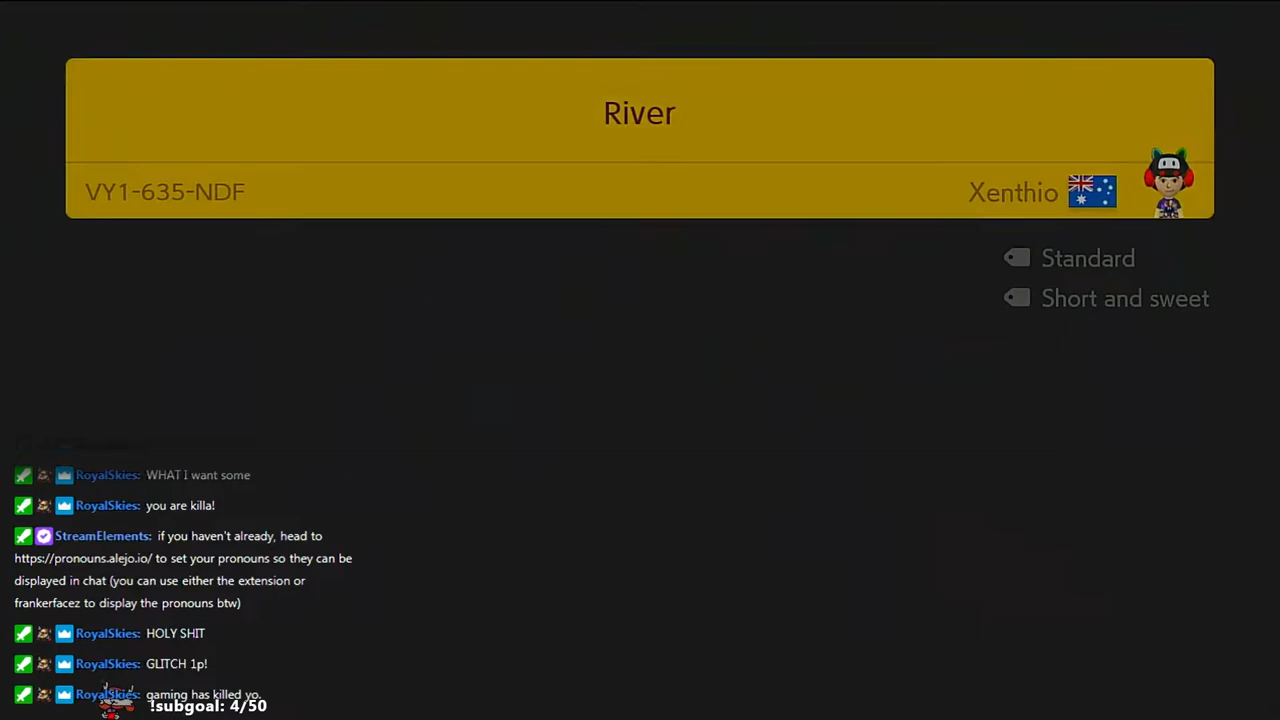 River
VY1-635-NDF
Xenthio
Standard
Short and sweet
RoyalSkies: WHAT I want some
RoyalSkies: you are killa!
StreamElements: if you haven't already, head to
https://pronouns.alejo.io/ to set your pronouns so they can be
displayed in chat (you can use either the extension or
frankerfacez to display the pronouns btw)
RoyalSkies: HOLY SHIT
RoyalSkies: GLITCH 1p!
RoyalSkies: gaming has killed yo.
!subgoal: 4/50